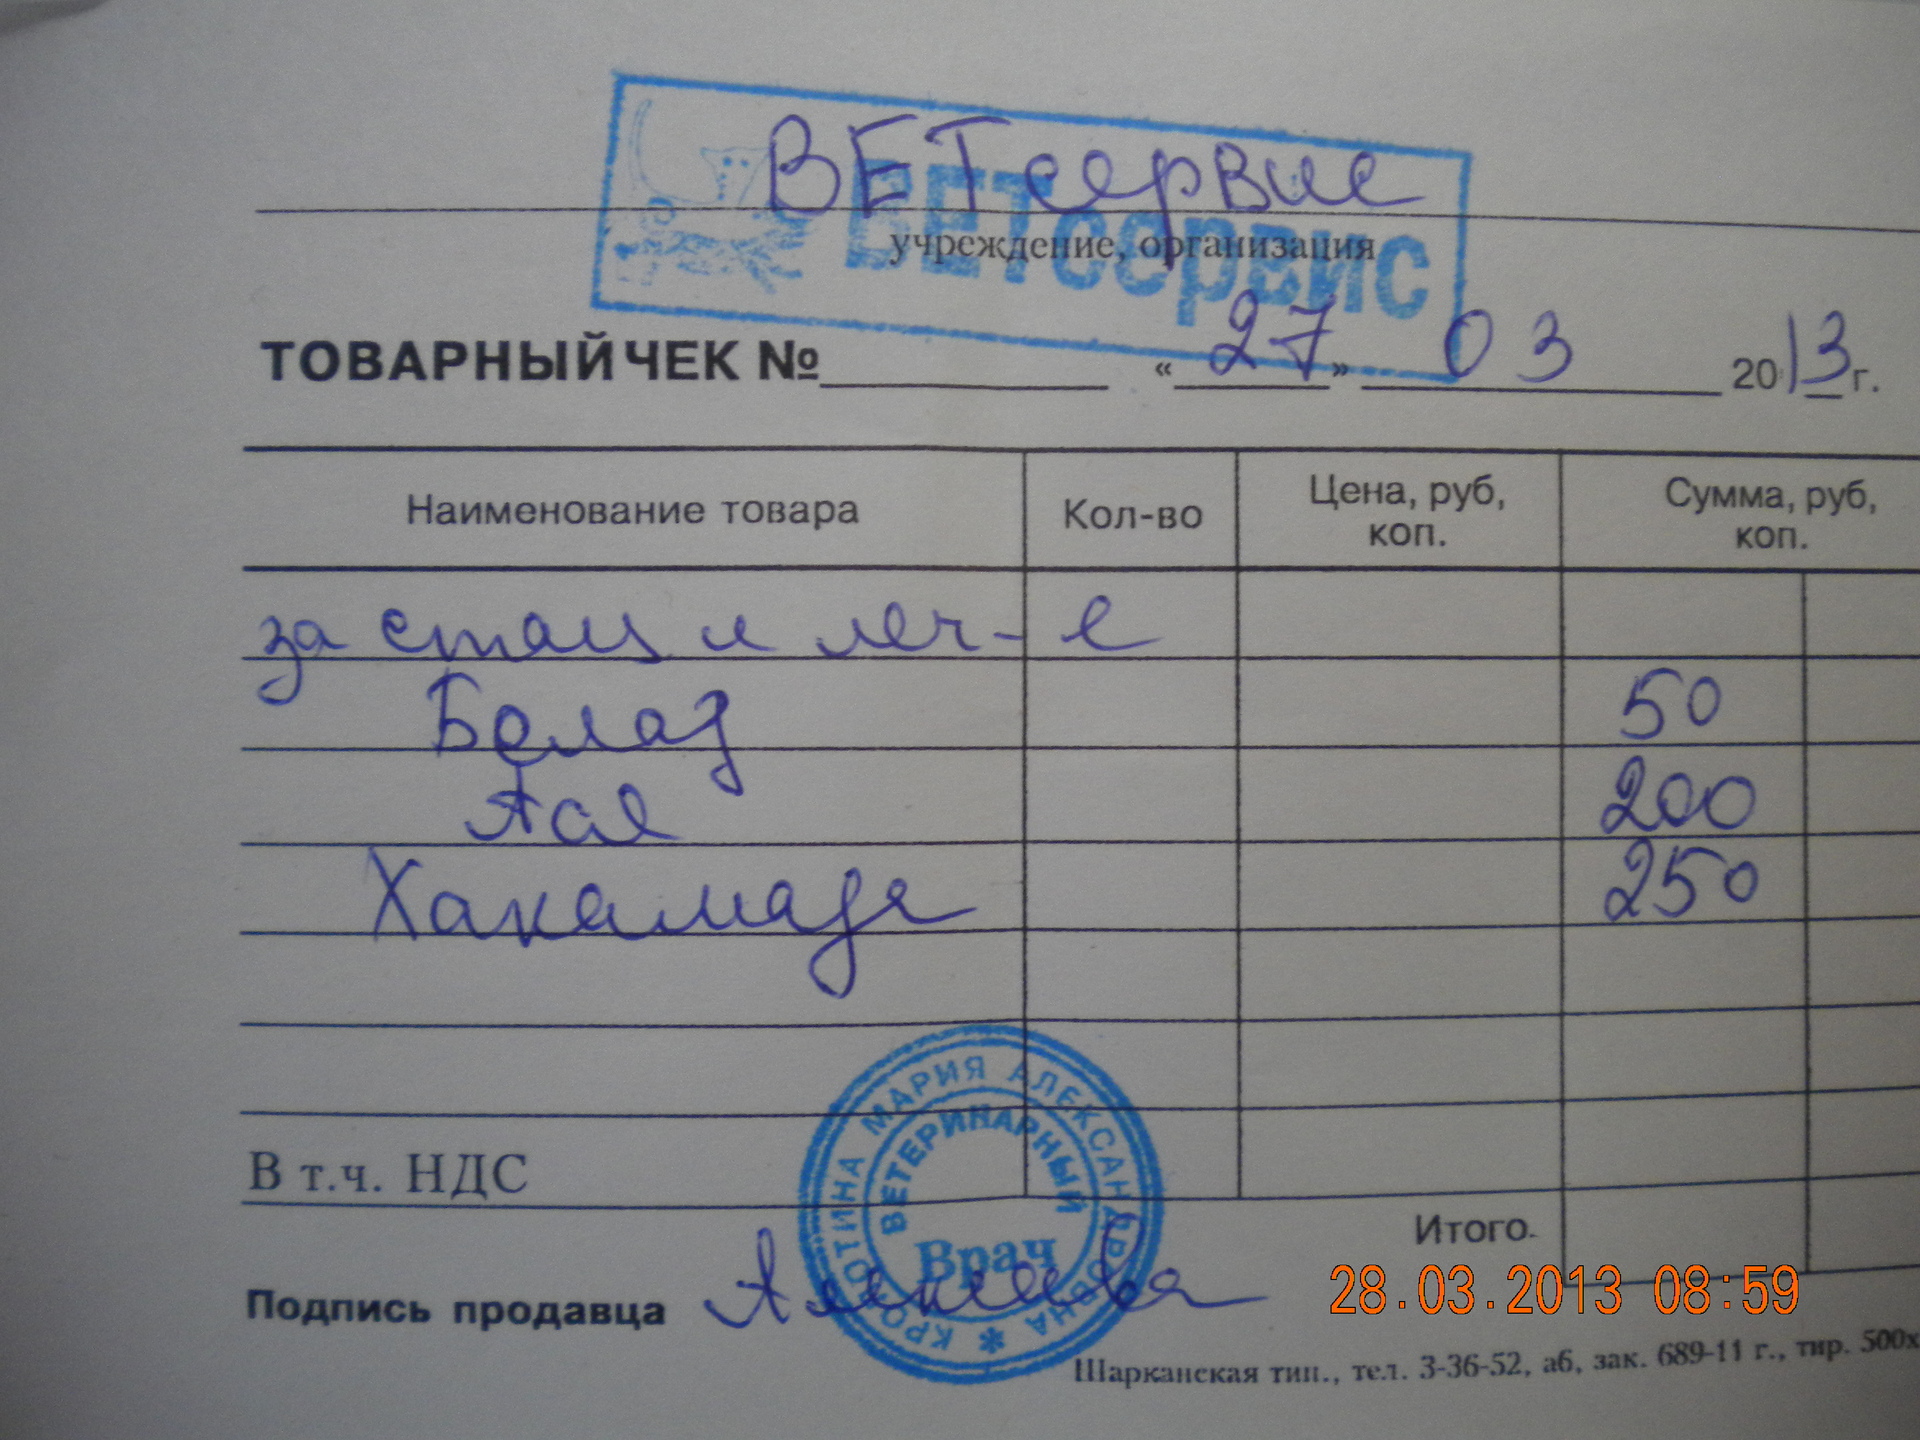 ВЕТсервис
ВЕТсервис
учреждение, организация
ТОВАРНЫЙ ЧЕК № « 27 » 03 2013 г.
Наименование товара Кол-во Цена, руб, коп. Сумма, руб, коп.
за стац и леч-е
50
Ася 200
Хакамада 250
В т.ч. НДС
Итого.
Подпись продавца
КРОТИНА МАРИЯ АЛЕКСАНДРОВНА *
ВЕТЕРИНАРНЫЙ
Врач
28.03.2013 08:59
Шарканская тип., тел. 3-36-52, аб, зак. 689-11 г., тир. 500х